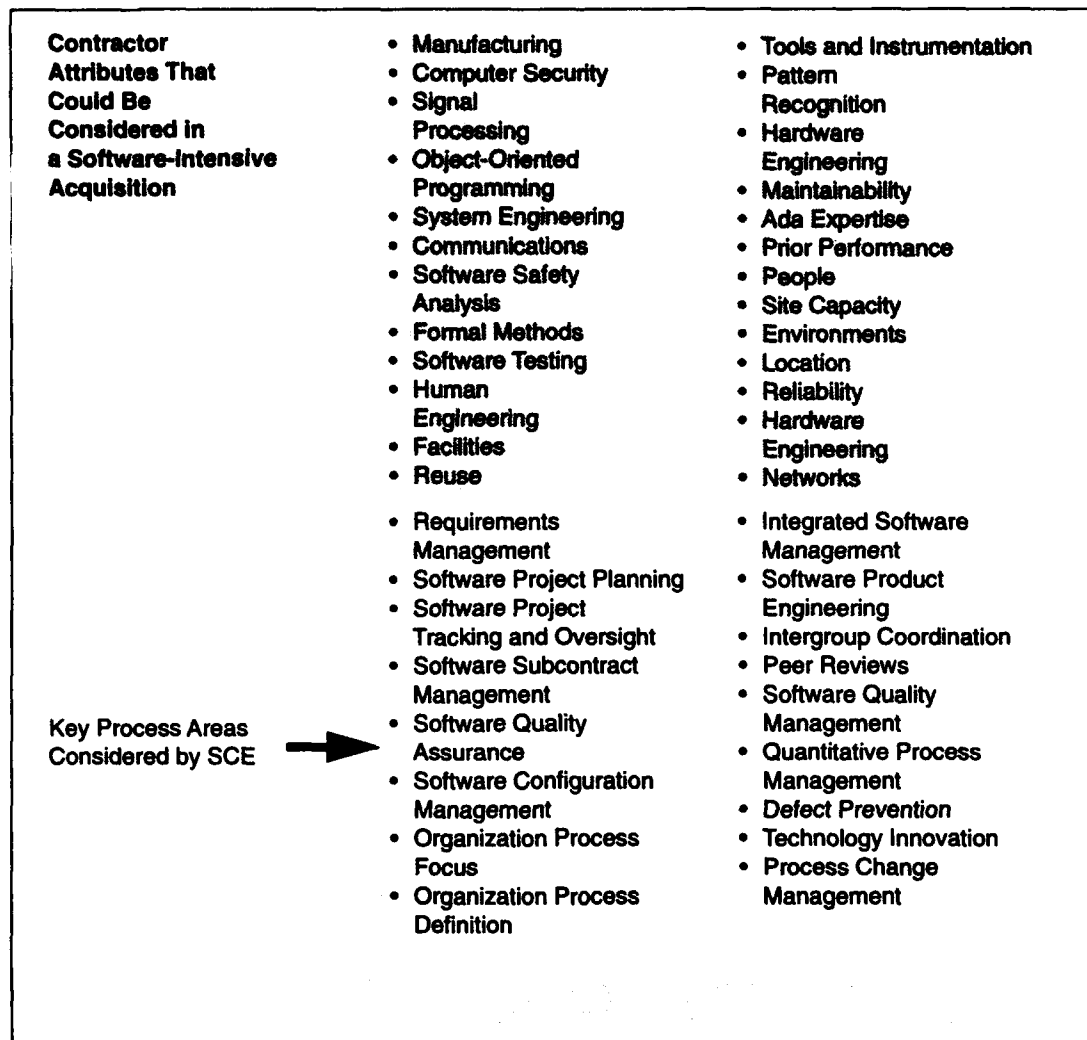 Contractor
Attributes That
Could Be
Considered in
a Software-Intensive
Acquisition
• Manufacturing
• Computer Security
• Signal
Processing
• Object-Oriented
Programming
• System Engineering
• Communications
• Software Safety
Analysis
• Formal Methods
• Software Testing
• Human
Engineering
• Facilities
• Reuse
• Tools and Instrumentation
• Pattern
Recognition
• Hardware
Engineering
• Maintainability
• Ada Expertise
• Prior Performance
• People
• Site Capacity
• Environments
• Location
• Reliability
• Hardware
Engineering
• Networks
Key Process Areas
Considered by SCE
• Requirements
Management
• Software Project Planning
• Software Project
Tracking and Oversight
• Software Subcontract
Management
• Software Quality
Assurance
• Software Configuration
Management
• Organization Process
Focus
• Organization Process
Definition
• Integrated Software
Management
• Software Product
Engineering
• Intergroup Coordination
• Peer Reviews
• Software Quality
Management
• Quantitative Process
Management
• Defect Prevention
• Technology Innovation
• Process Change
Management